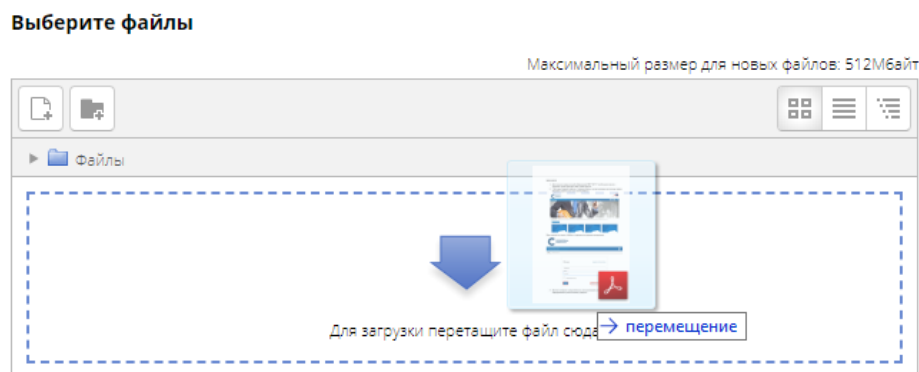 Выберите файлы
Максимальный размер для новых файлов: 512Мбайт
Файлы
Для загрузки перетащите файл сюда
→ перемещение